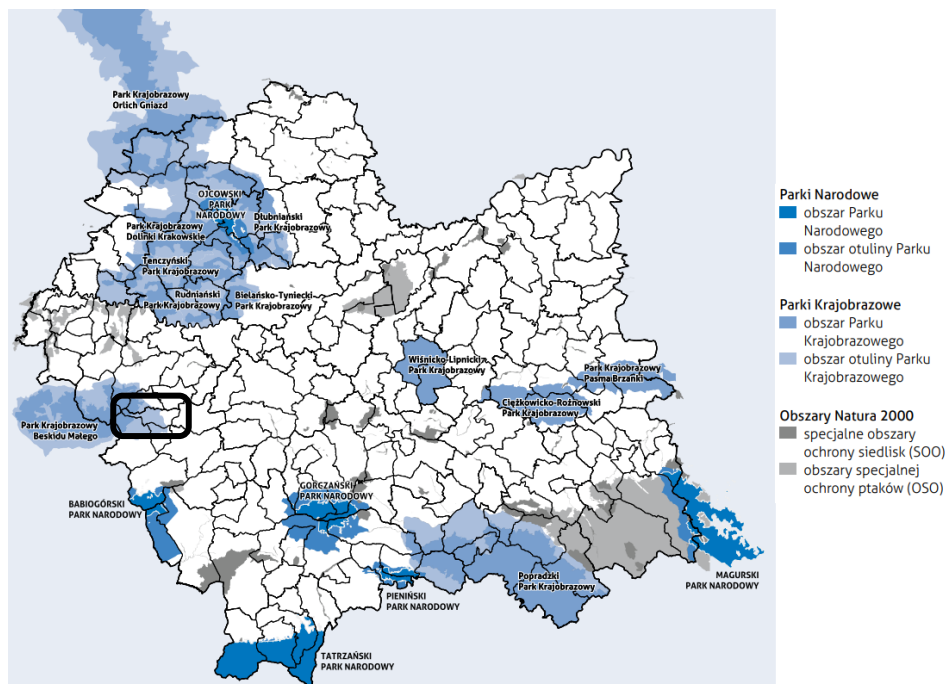 Park Krajobrazowy
Orlich Gniazd
OJCOWSKI
PARK
NARODOWY
Dłubniański
Park Krajobrazowy
Park Krajobrazowy
Dolinki Krakowskie
Tenczyński
Park Krajobrazowy
Rudniański
Park Krajobrazowy
Bielańsko-Tyniecki
Park Krajobrazowy
Wiśnicko-Lipnicki
Park Krajobrazowy
Park Krajobrazowy
Pasma Brzanki
Ciężkowicko-Rożnowski
Park Krajobrazowy
Park Krajobrazowy
Beskidu Małego
BABIOGÓRSKI
PARK NARODOWY
GORCZAŃSKI
PARK NARODOWY
Popradzki
Park Krajobrazowy
MAGURSKI
PARK NARODOWY
PIENIŃSKI
PARK NARODOWY
TATRZAŃSKI
PARK NARODOWY
Parki Narodowe
obszar Parku
Narodowego
obszar otuliny Parku
Narodowego
Parki Krajobrazowe
obszar Parku
Krajobrazowego
obszar otuliny Parku
Krajobrazowego
Obszary Natura 2000
specjalne obszary
ochrony siedlisk (SOO)
obszary specjalnej
ochrony ptaków (OSO)